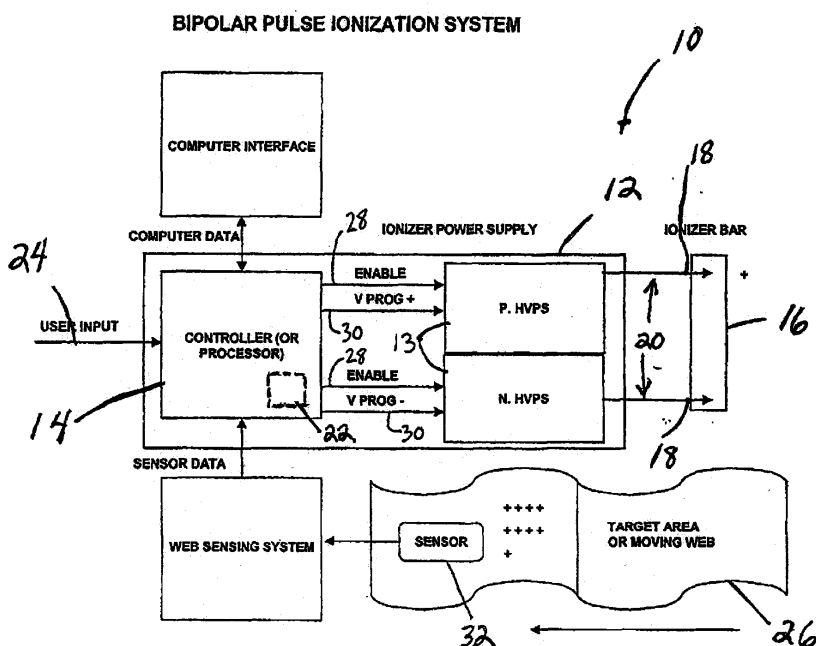 BIPOLAR PULSE IONIZATION SYSTEM
10
COMPUTER INTERFACE
18
12
COMPUTER DATA
28
IONIZER POWER SUPPLY
IONIZER BAR
24
ENABLE
+
V PROG +
P. HVPS
USER INPUT
CONTROLLER (OR PROCESSOR)
30
13
20
16
28
ENABLE
N. HVPS
V PROG -
14
22
30
18
SENSOR DATA
WEB SENSING SYSTEM
SENSOR
++++
++++
+
TARGET AREA
OR MOVING WEB
32
26